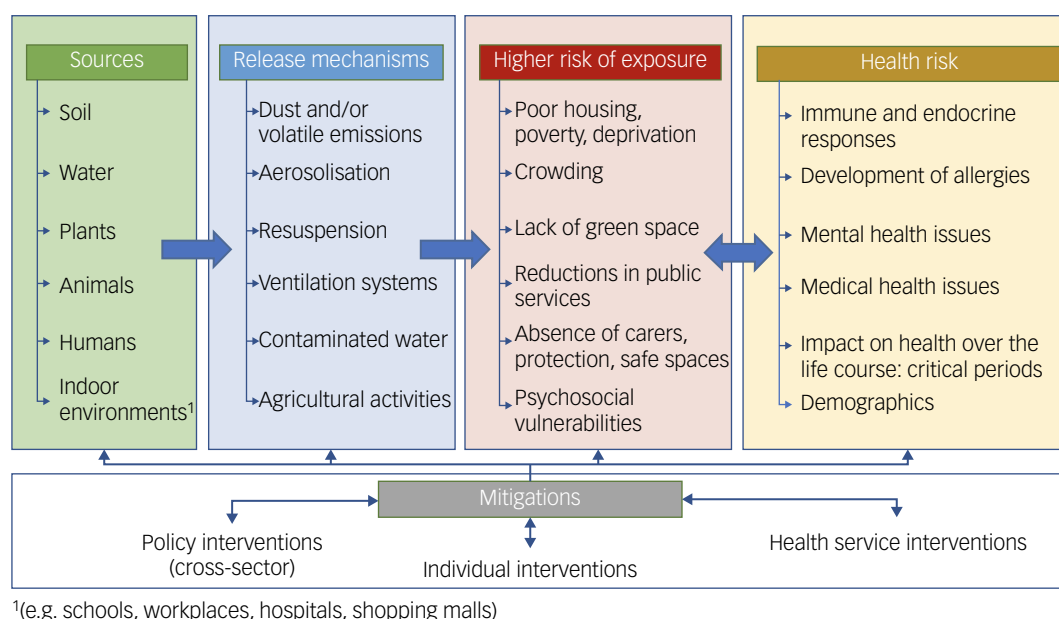 Sources
Soil
Water
Plants
Animals
Humans
Indoor
environments¹
Release mechanisms
Dust and/or
volatile emissions
Aerosolisation
Resuspension
Ventilation systems
Contaminated water
Agricultural activities
Higher risk of exposure
Poor housing,
poverty, deprivation
Crowding
Lack of green space
Reductions in public
services
Absence of carers,
protection, safe spaces
Psychosocial
vulnerabilities
Health risk
Immune and endocrine
responses
Development of allergies
Mental health issues
Medical health issues
Impact on health over the
life course: critical periods
Demographics
Mitigations
Policy interventions
(cross-sector)
Individual interventions
Health service interventions
¹(e.g. schools, workplaces, hospitals, shopping malls)